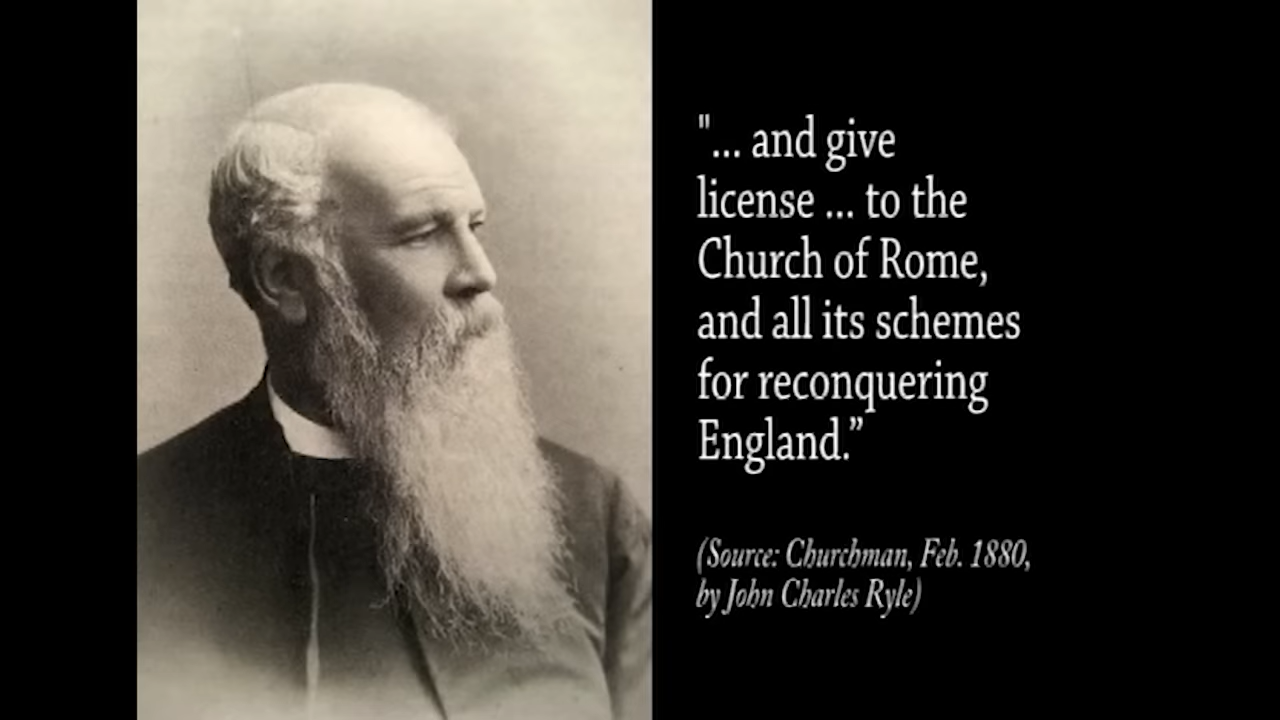 "... and give
license ... to the
Church of Rome,
and all its schemes
for reconquering
England.”
(Source: Churchman, Feb. 1880,
by John Charles Ryle)